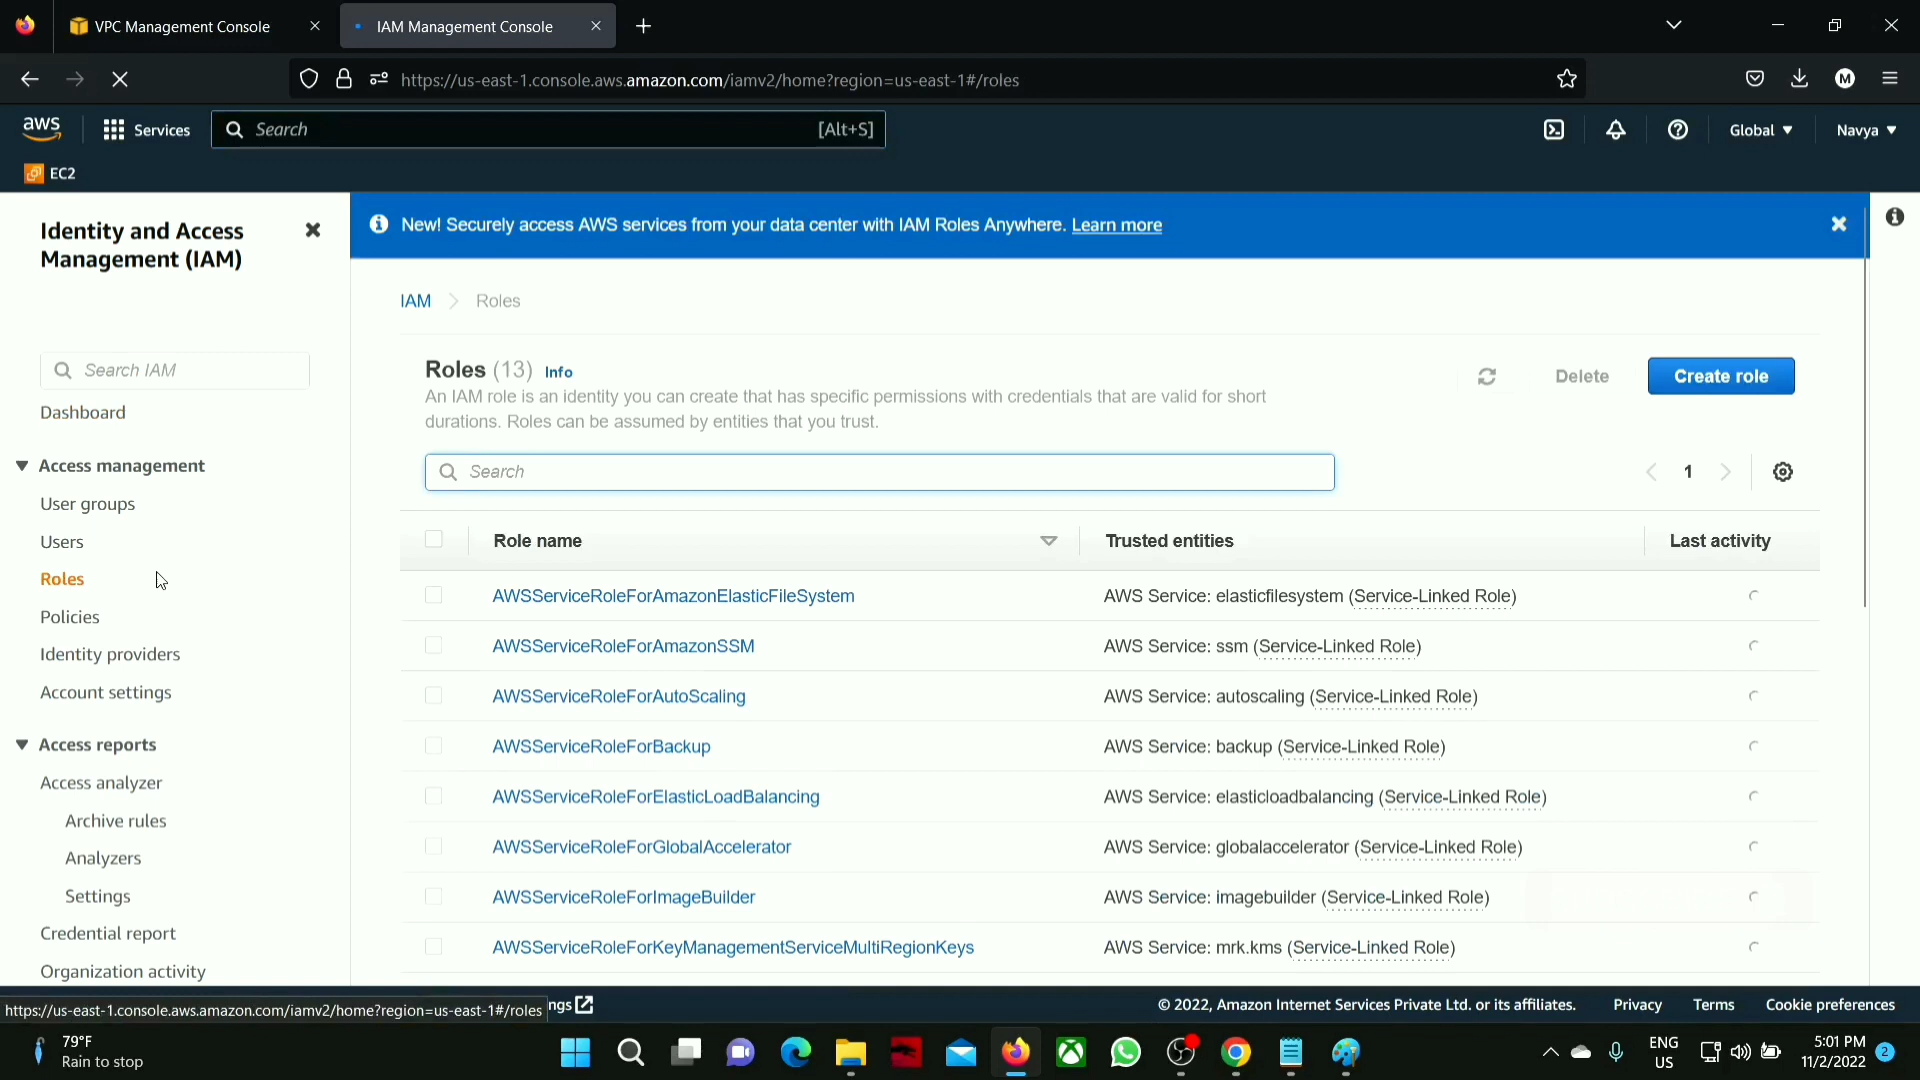 VPC Management Console
IAM Management Console
https://us-east-1.console.aws.amazon.com/iamv2/home?region=us-east-1#/roles
M
aws
Services
Search
[Alt+S]
Global
Navya
EC2
Identity and Access
Management (IAM)
New! Securely access AWS services from your data center with IAM Roles Anywhere. Learn more
Search IAM
Dashboard
Access management
User groups
Users
Roles
Policies
Identity providers
Account settings
Access reports
Access analyzer
Archive rules
Analyzers
Settings
Credential report
Organization activity
IAM
Roles
Roles (13) Info
An IAM role is an identity you can create that has specific permissions with credentials that are valid for short
durations. Roles can be assumed by entities that you trust.
Delete
Create role
Search
1
Role name Trusted entities Last activity
AWSServiceRoleForAmazonElasticFileSystem AWS Service: elasticfilesystem (Service-Linked Role)
AWSServiceRoleForAmazonSSM AWS Service: ssm (Service-Linked Role)
AWSServiceRoleForAutoScaling AWS Service: autoscaling (Service-Linked Role)
AWSServiceRoleForBackup AWS Service: backup (Service-Linked Role)
AWSServiceRoleForElasticLoadBalancing AWS Service: elasticloadbalancing (Service-Linked Role)
AWSServiceRoleForGlobalAccelerator AWS Service: globalaccelerator (Service-Linked Role)
AWSServiceRoleForImageBuilder AWS Service: imagebuilder (Service-Linked Role)
AWSServiceRoleForKeyManagementServiceMultiRegionKeys AWS Service: mrk.kms (Service-Linked Role)
https://us-east-1.console.aws.amazon.com/iamv2/home?region=us-east-1#/roles
ngs
© 2022, Amazon Internet Services Private Ltd. or its affiliates. Privacy Terms Cookie preferences
79°F
Rain to stop
ENG
US
5:01 PM
11/2/2022
2